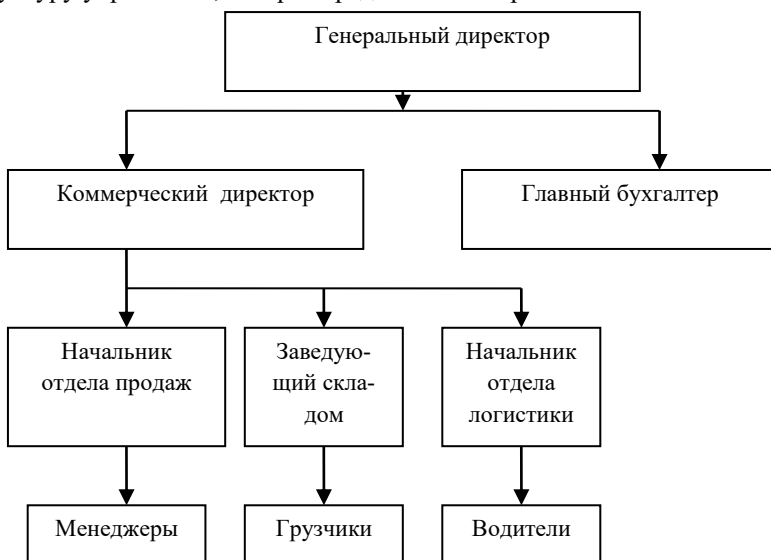 Генеральный директор
Коммерческий директор
Главный бухгалтер
Начальник
отдела продаж
Заведую-
щий скла-
дом
Начальник
отдела
логистики
Менеджеры
Грузчики
Водители